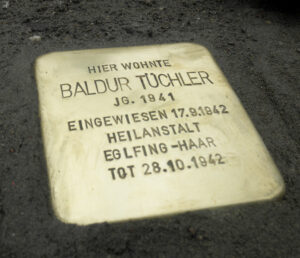 HIER WOHNTE
BALDUR TÜCHLER
JG. 1941
EINGEWIESEN 17.9.1942
HEILANSTALT
EGLFING-HAAR
TOT 28.10.1942